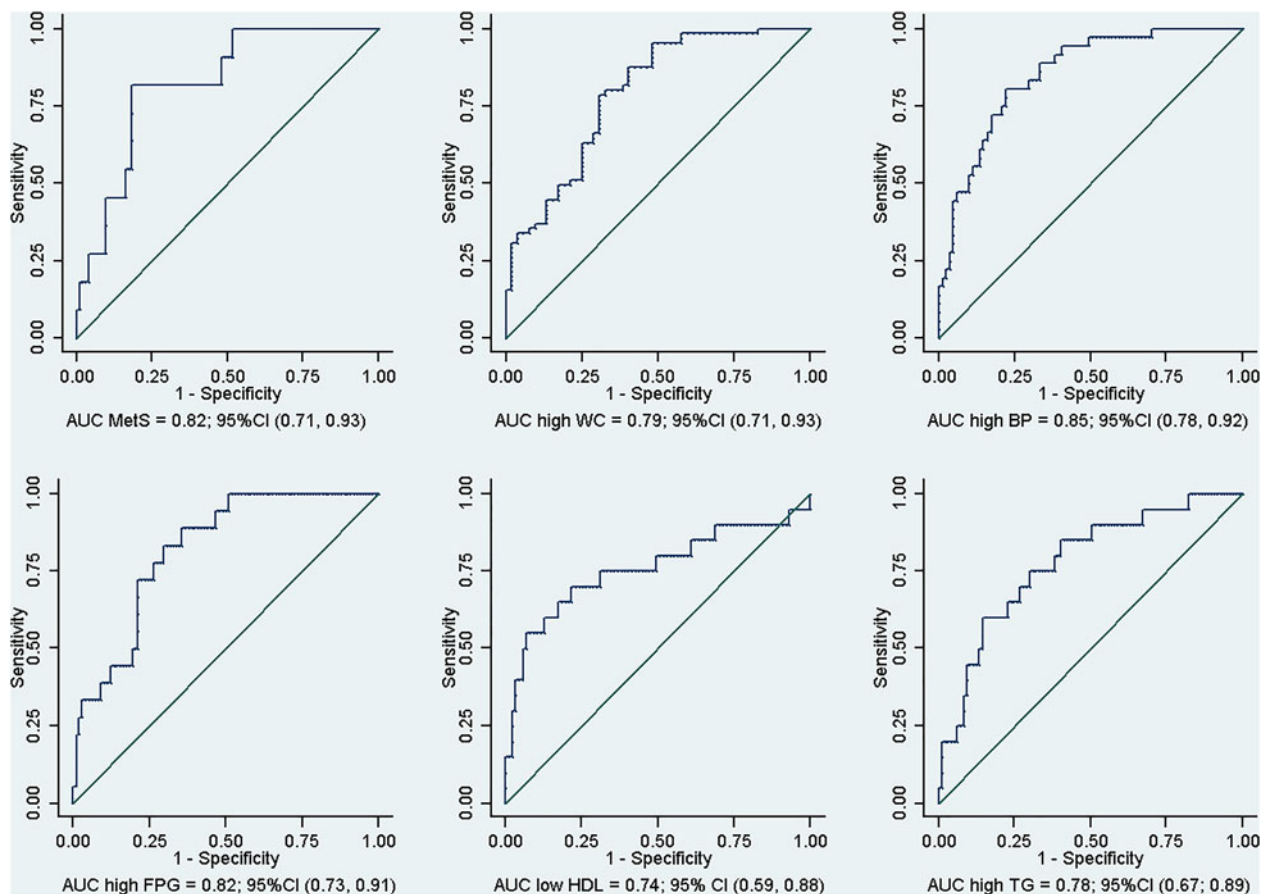 1.00
0.75
Sensitivity
0.50
0.25
0.00
0.00 0.25 0.50 0.75 1.00
1 - Specificity
AUC MetS = 0.82; 95%CI (0.71, 0.93)
1.00
0.75
Sensitivity
0.50
0.25
0.00
0.00 0.25 0.50 0.75 1.00
1 - Specificity
AUC high WC = 0.79; 95%CI (0.71, 0.93)
1.00
0.75
Sensitivity
0.50
0.25
0.00
0.00 0.25 0.50 0.75 1.00
1 - Specificity
AUC high BP = 0.85; 95%CI (0.78, 0.92)
1.00
0.75
Sensitivity
0.50
0.25
0.00
0.00 0.25 0.50 0.75 1.00
1 - Specificity
AUC high FPG = 0.82; 95%CI (0.73, 0.91)
1.00
0.75
Sensitivity
0.50
0.25
0.00
0.00 0.25 0.50 0.75 1.00
1 - Specificity
AUC low HDL = 0.74; 95% CI (0.59, 0.88)
1.00
0.75
Sensitivity
0.50
0.25
0.00
0.00 0.25 0.50 0.75 1.00
1 - Specificity
AUC high TG = 0.78; 95%CI (0.67; 0.89)